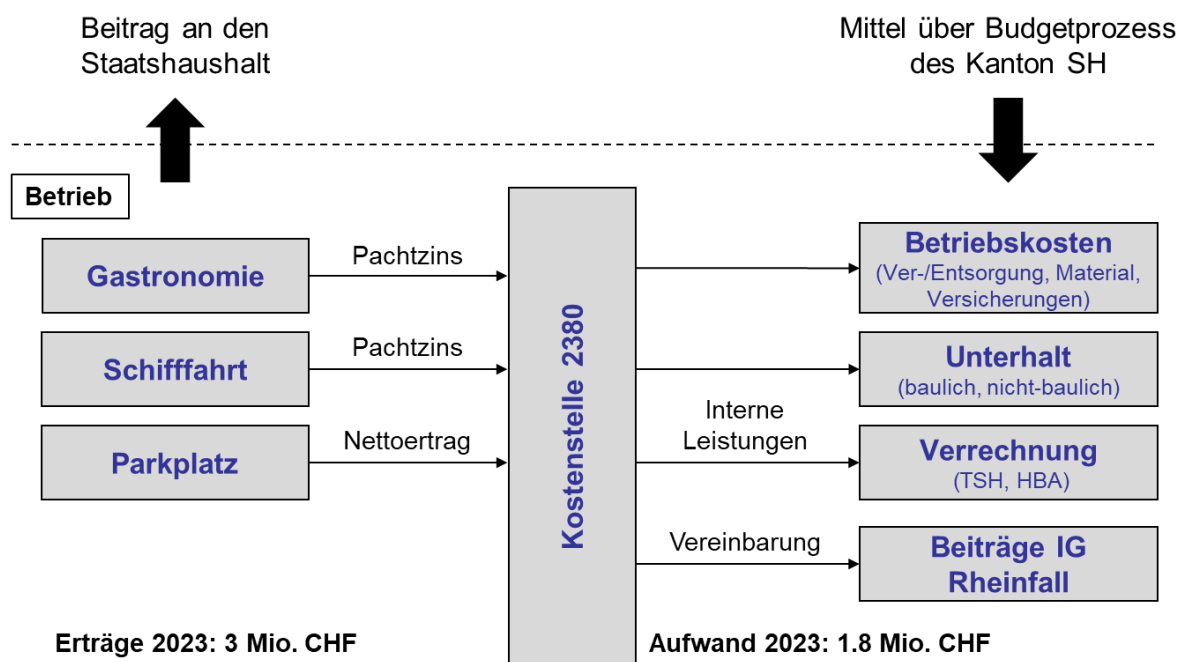 Beitrag an den
Staatshaushalt
Mittel über Budgetprozess
des Kanton SH
Betrieb
Gastronomie
Pachtzins
Schifffahrt
Pachtzins
Parkplatz
Nettoertrag
Kostenstelle 2380
Betriebskosten
(Ver-/Entsorgung, Material,
Versicherungen)
Unterhalt
(baulich, nicht-baulich)
Interne
Leistungen
Verrechnung
(TSH, HBA)
Vereinbarung
Beiträge IG
Rheinfall
Erträge 2023: 3 Mio. CHF
Aufwand 2023: 1.8 Mio. CHF